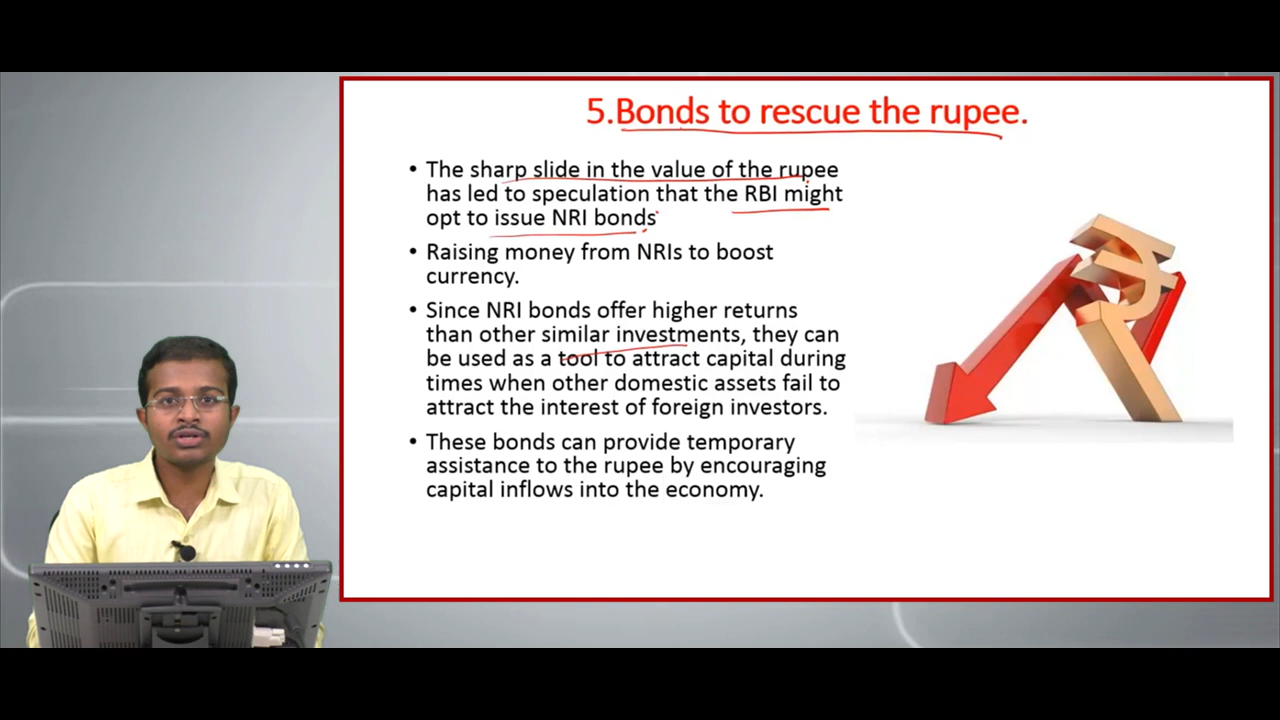 5.Bonds to rescue the rupee.
• The sharp slide in the value of the rupee
has led to speculation that the RBI might
opt to issue NRI bonds
• Raising money from NRIs to boost
currency.
• Since NRI bonds offer higher returns
than other similar investments, they can
be used as a tool to attract capital during
times when other domestic assets fail to
attract the interest of foreign investors.
• These bonds can provide temporary
assistance to the rupee by encouraging
capital inflows into the economy.